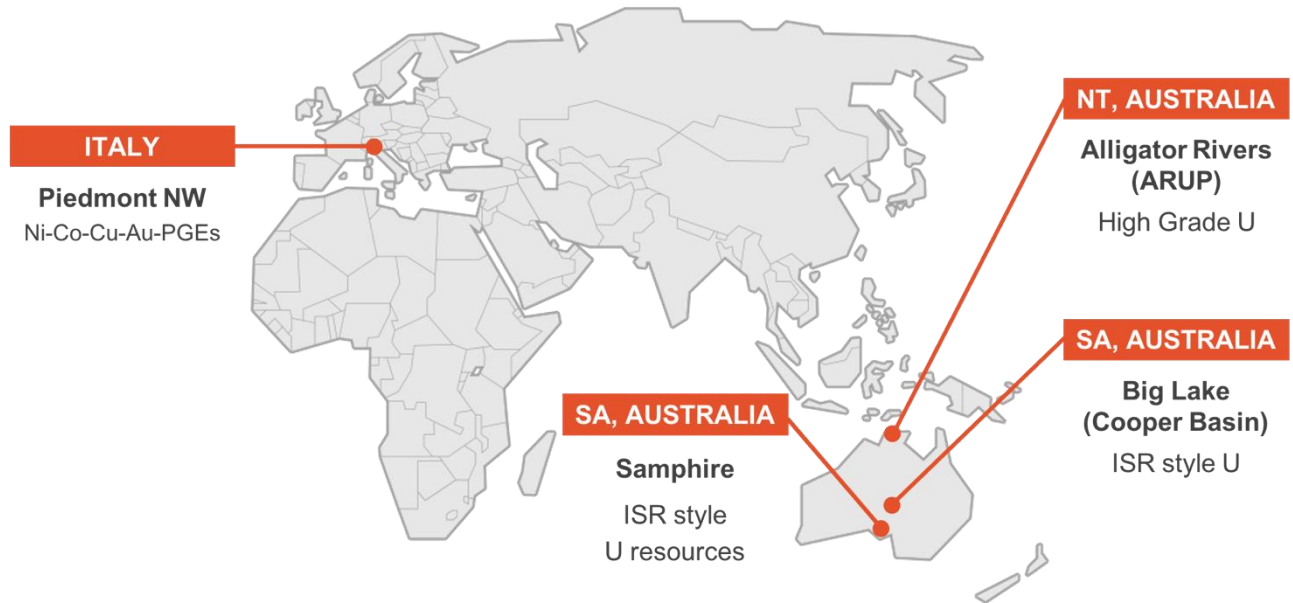 ITALY
Piedmont NW
Ni-Co-Cu-Au-PGEs
NT, AUSTRALIA
Alligator Rivers
(ARUP)
High Grade U
SA, AUSTRALIA
Big Lake
(Cooper Basin)
ISR style U
SA, AUSTRALIA
Samphire
ISR style
U resources